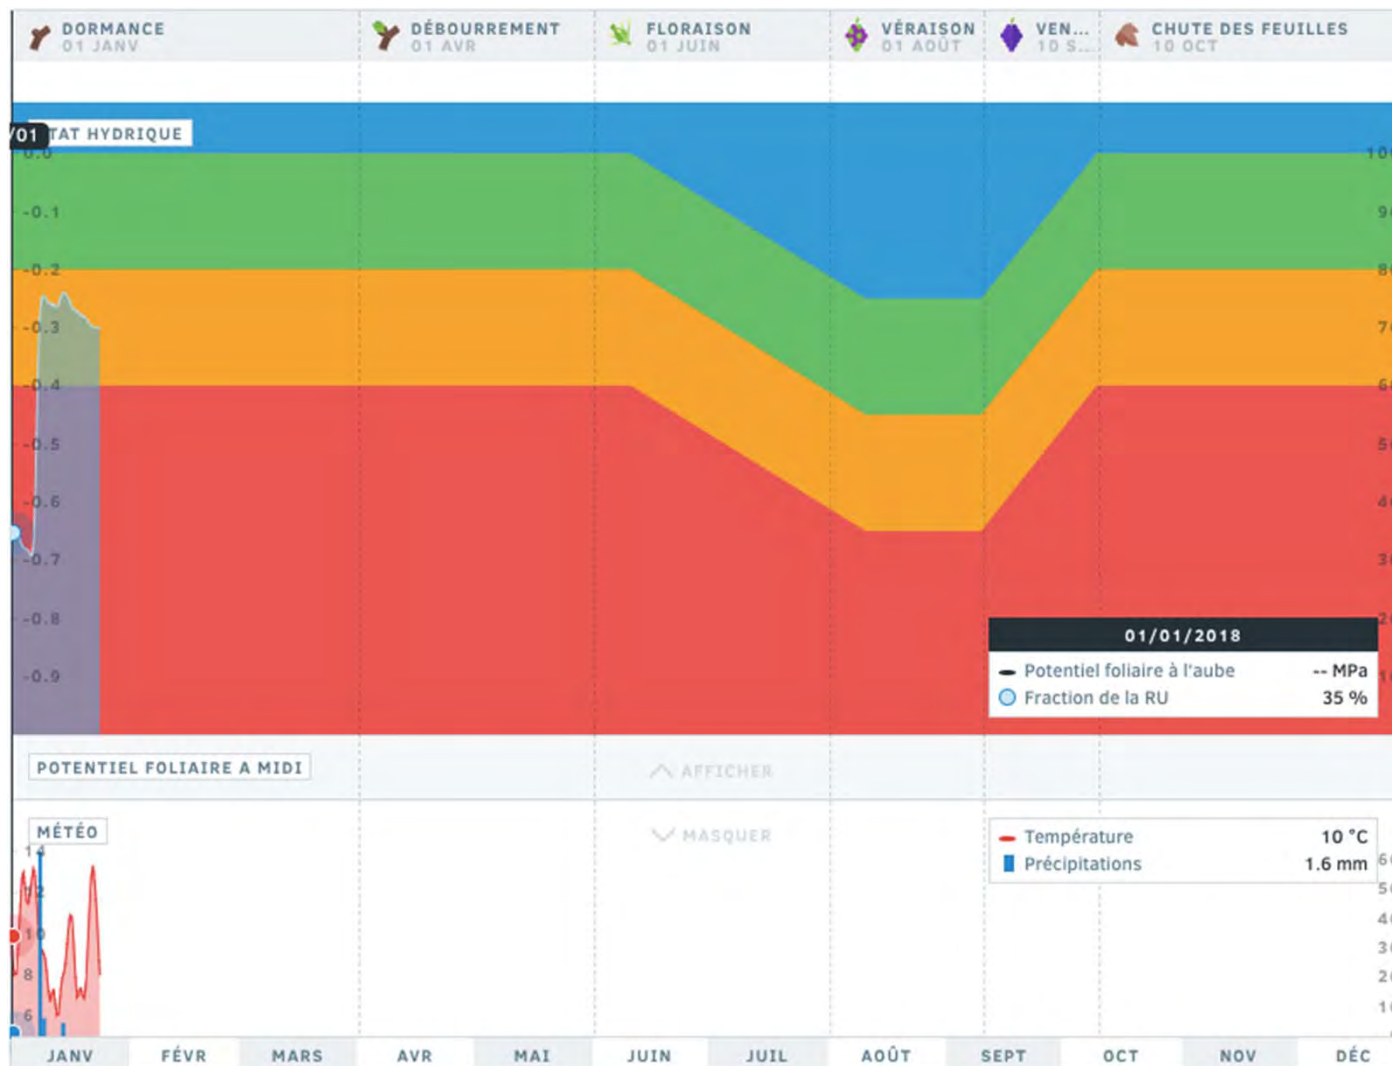 DORMANCE
01 JANV
DÉBOURREMENT
01 AVR
FLORAISON
01 JUIN
VÉRAISON
01 AOÛT
VEN...
10 S...
CHUTE DES FEUILLES
10 OCT
/01
TAT HYDRIQUE
0.0
-0.1
-0.2
-0.3
-0.4
-0.5
-0.6
-0.7
-0.8
-0.9
01/01/2018
Potentiel foliaire à l'aube -- MPa
Fraction de la RU 35 %
POTENTIEL FOLIAIRE A MIDI
AFFICHER
MÉTÉO
MASQUER
Température 10 °C
Précipitations 1.6 mm
14
12
10
8
6
JANV FÉVR MARS AVR MAI JUIN JUIL AOÛT SEPT OCT NOV DÉC